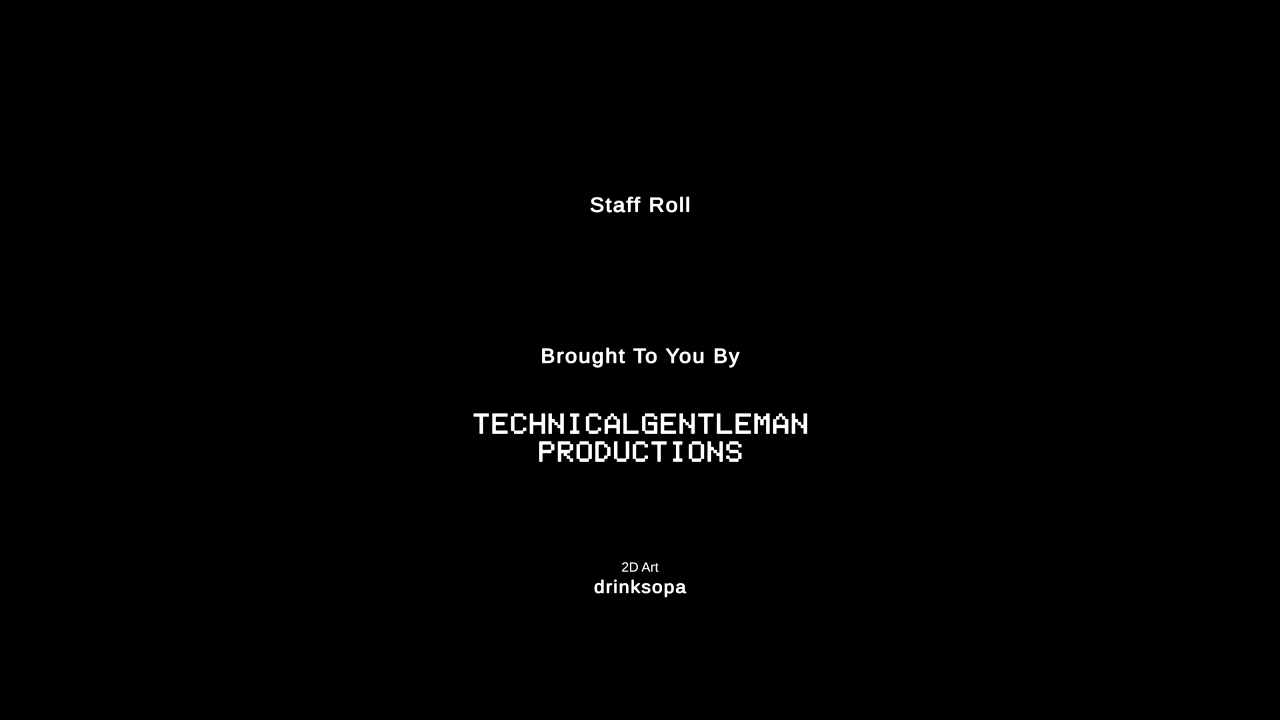 Staff Roll
Brought To You By
TECHNICALGENTLEMAN
PRODUCTIONS
2D Art
drinksopa